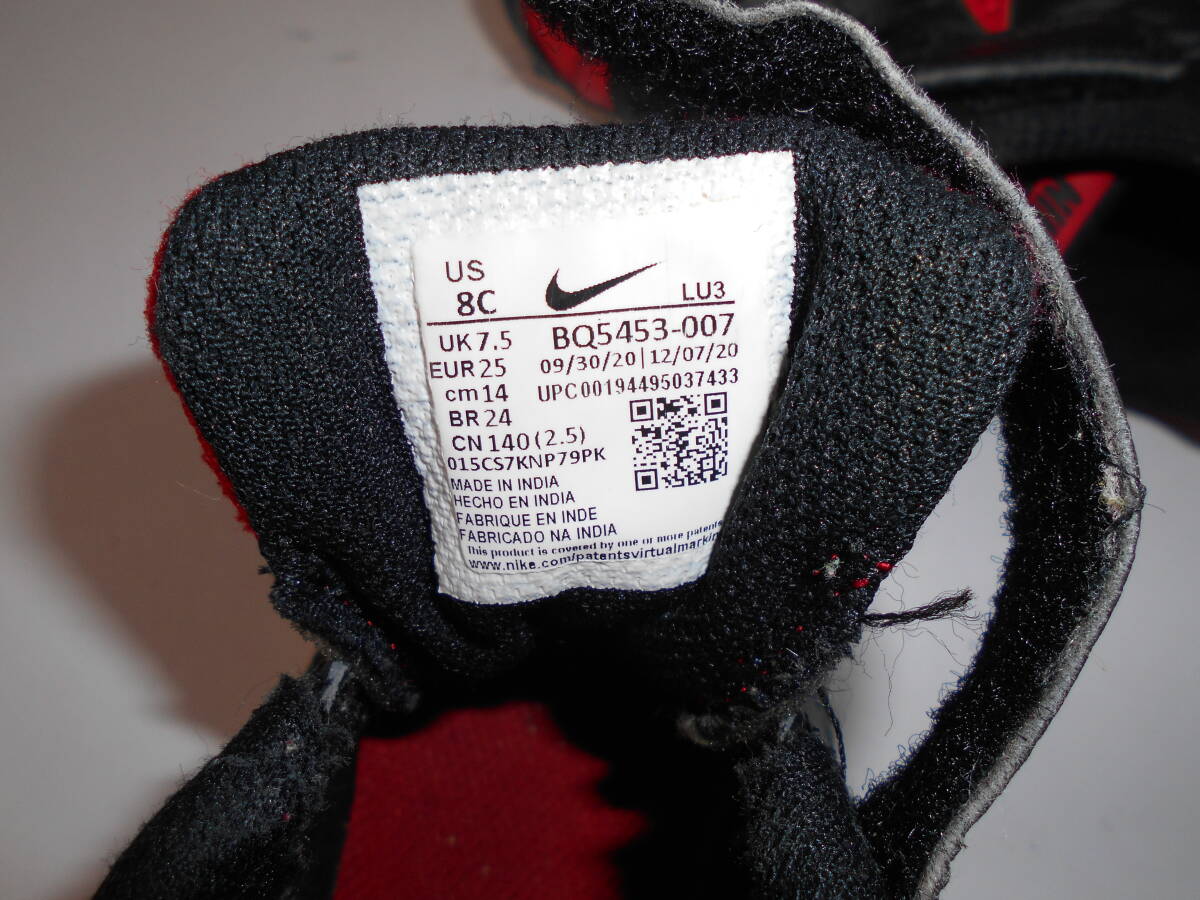 US
8C
LU3
UK 7.5
BQ5453-007
EUR 25
09/30/20 | 12/07/20
cm 14
UPC 00194495037433
BR 24
CN 140 (2.5)
015CS7KNP79PK
MADE IN INDIA
HECHO EN INDIA
FABRIQUE EN INDE
FABRICADO NA INDIA
This product is covered by one or more patents
www.nike.com/patentsvirtualmarkin